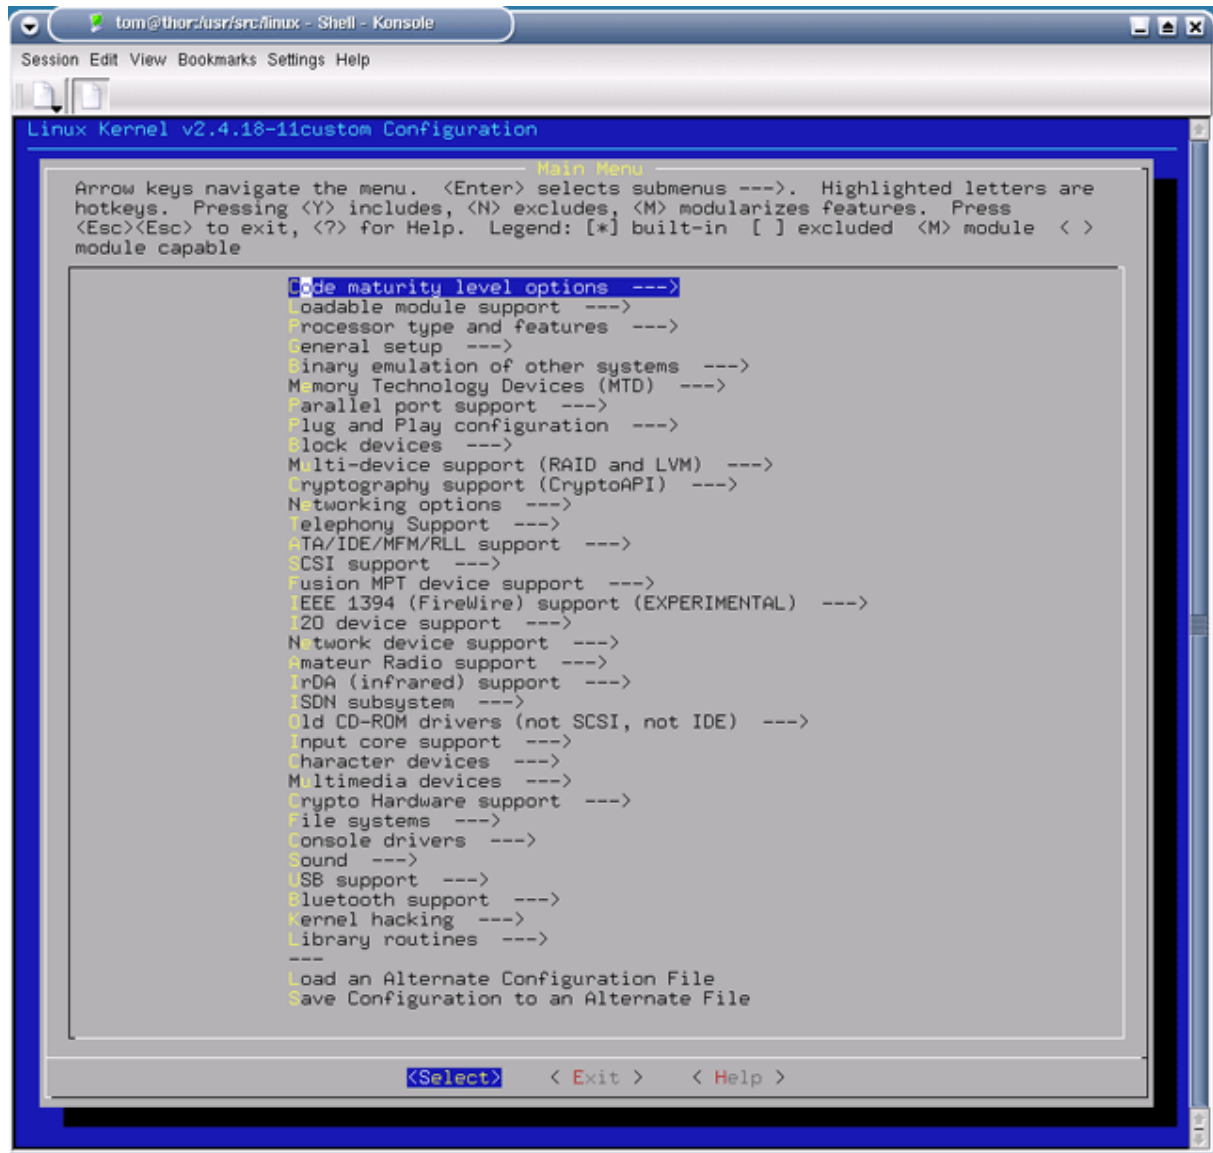 tom@thor:/usr/src/linux - Shell - Konsole
Session Edit View Bookmarks Settings Help
Linux Kernel v2.4.18-11custom Configuration
Main Menu
Arrow keys navigate the menu. <Enter> selects submenus --->. Highlighted letters are
hotkeys. Pressing <Y> includes, <N> excludes, <M> modularizes features. Press
<Esc><Esc> to exit, <?> for Help. Legend: [*] built-in [ ] excluded <M> module < >
module capable
Code maturity level options --->
Loadable module support --->
Processor type and features --->
General setup --->
Binary emulation of other systems --->
Memory Technology Devices (MTD) --->
Parallel port support --->
Plug and Play configuration --->
Block devices --->
Multi-device support (RAID and LVM) --->
Cryptography support (CryptoAPI) --->
Networking options --->
Telephony Support --->
ATA/IDE/MFM/RLL support --->
SCSI support --->
Fusion MPT device support --->
IEEE 1394 (FireWire) support (EXPERIMENTAL) --->
I2O device support --->
Network device support --->
Amateur Radio support --->
IrDA (infrared) support --->
ISDN subsystem --->
Old CD-ROM drivers (not SCSI, not IDE) --->
Input core support --->
Character devices --->
Multimedia devices --->
Crypto Hardware support --->
File systems --->
Console drivers --->
Sound --->
USB support --->
Bluetooth support --->
Kernel hacking --->
Library routines --->
---
Load an Alternate Configuration File
Save Configuration to an Alternate File
<Select> < Exit > < Help >